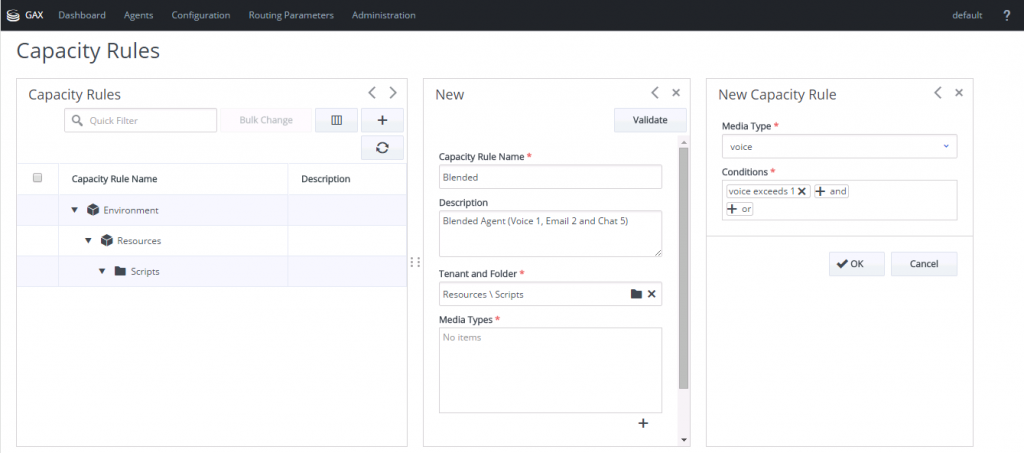 GAX Dashboard Agents Configuration Routing Parameters Administration default ?
Capacity Rules
Capacity Rules
Quick Filter Bulk Change
Capacity Rule Name Description
Environment
Resources
Scripts
New
Validate
Capacity Rule Name *
Blended
Description
Blended Agent (Voice 1, Email 2 and Chat 5)
Tenant and Folder *
Resources \ Scripts
Media Types *
No items
New Capacity Rule
Media Type *
voice
Conditions *
voice exceeds 1 and
or
OK Cancel